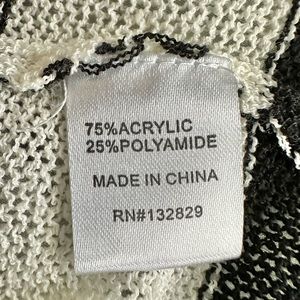 75%ACRYLIC
25%POLYAMIDE
MADE IN CHINA
RN#132829